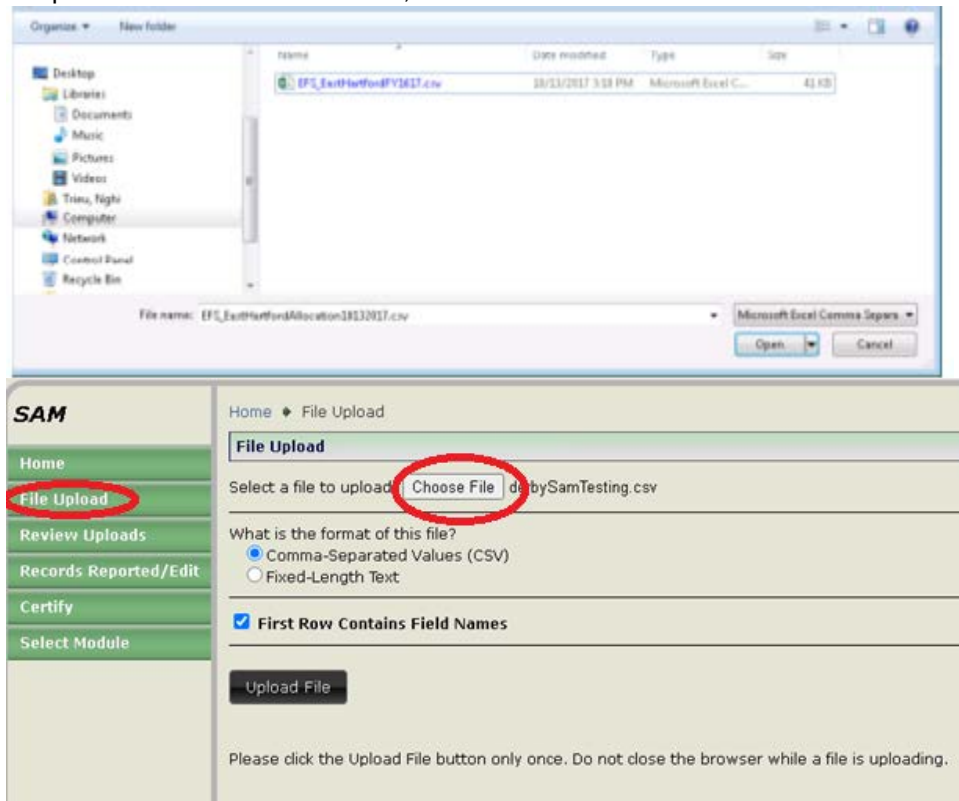 Organize New folder
Name Date modified Type Size
Desktop
EFS_EastHartfordFY1617.csv 10/13/2017 3:18 PM Microsoft Excel C... 41 KB
Libraries
Documents
Music
Pictures
Videos
Trieu, Nghi
Computer
Network
Control Panel
Recycle Bin
File name: EFS_EastHartfordAllocation10132017.csv Microsoft Excel Comma Separa
Open Cancel
SAM
Home
File Upload
Review Uploads
Records Reported/Edit
Certify
Select Module
Home File Upload
File Upload
Select a file to upload Choose File derbySamTesting.csv
What is the format of this file?
Comma-Separated Values (CSV)
Fixed-Length Text
First Row Contains Field Names
Upload File
Please click the Upload File button only once. Do not close the browser while a file is uploading.